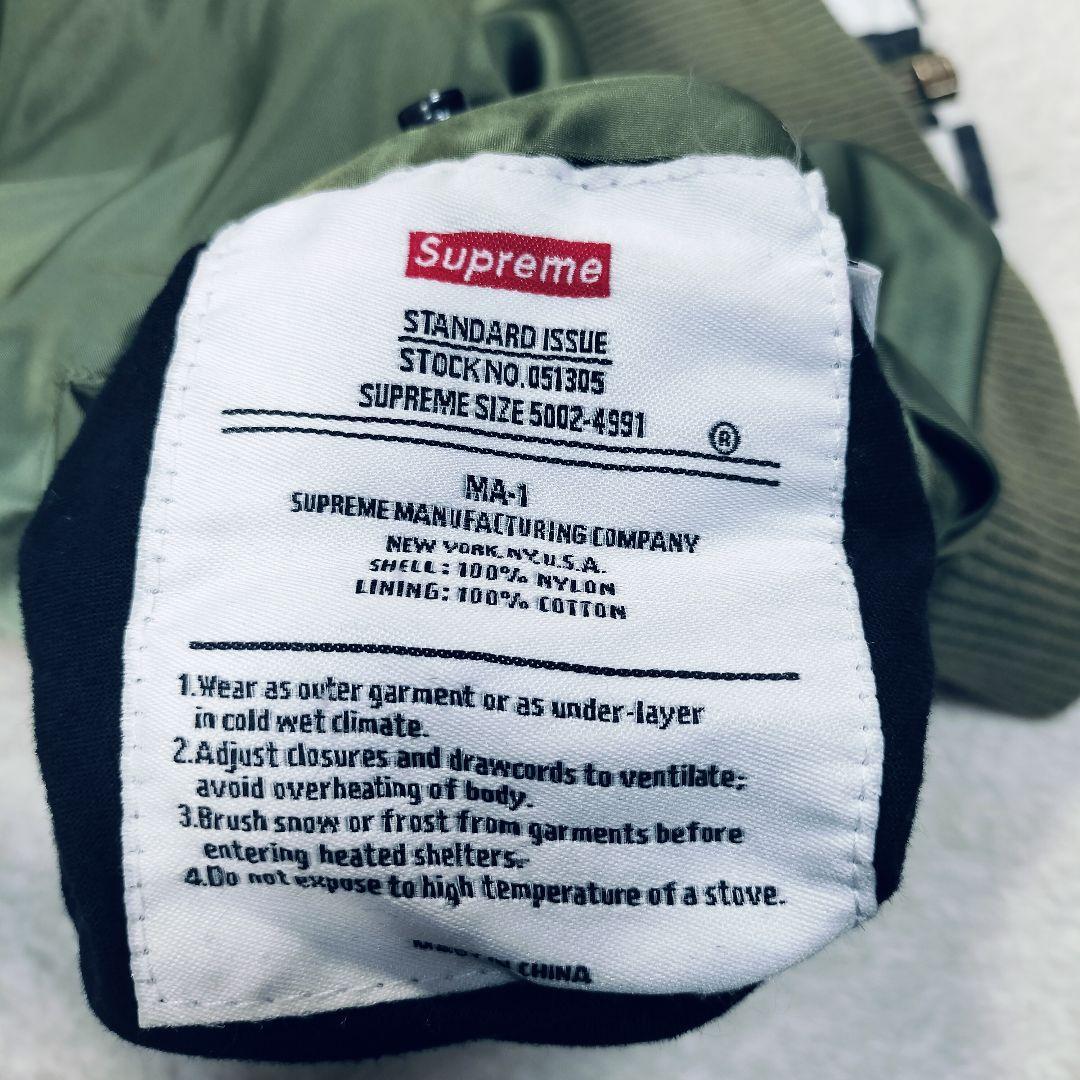 Supreme
STANDARD ISSUE
STOCK NO. 051305
SUPREME SIZE 5002-4991
®
MA-1
SUPREME MANUFACTURING COMPANY
NEW YORK, NY, U.S.A.
SHELL: 100% NYLON
LINING: 100% COTTON
1.Wear as outer garment or as under-layer
in cold wet climate.
2.Adjust closures and drawcords to ventilate;
avoid overheating of body.
3.Brush snow or frost from garments before
entering heated shelters.
4.Do not expose to high temperature of a stove.
MADE IN CHINA